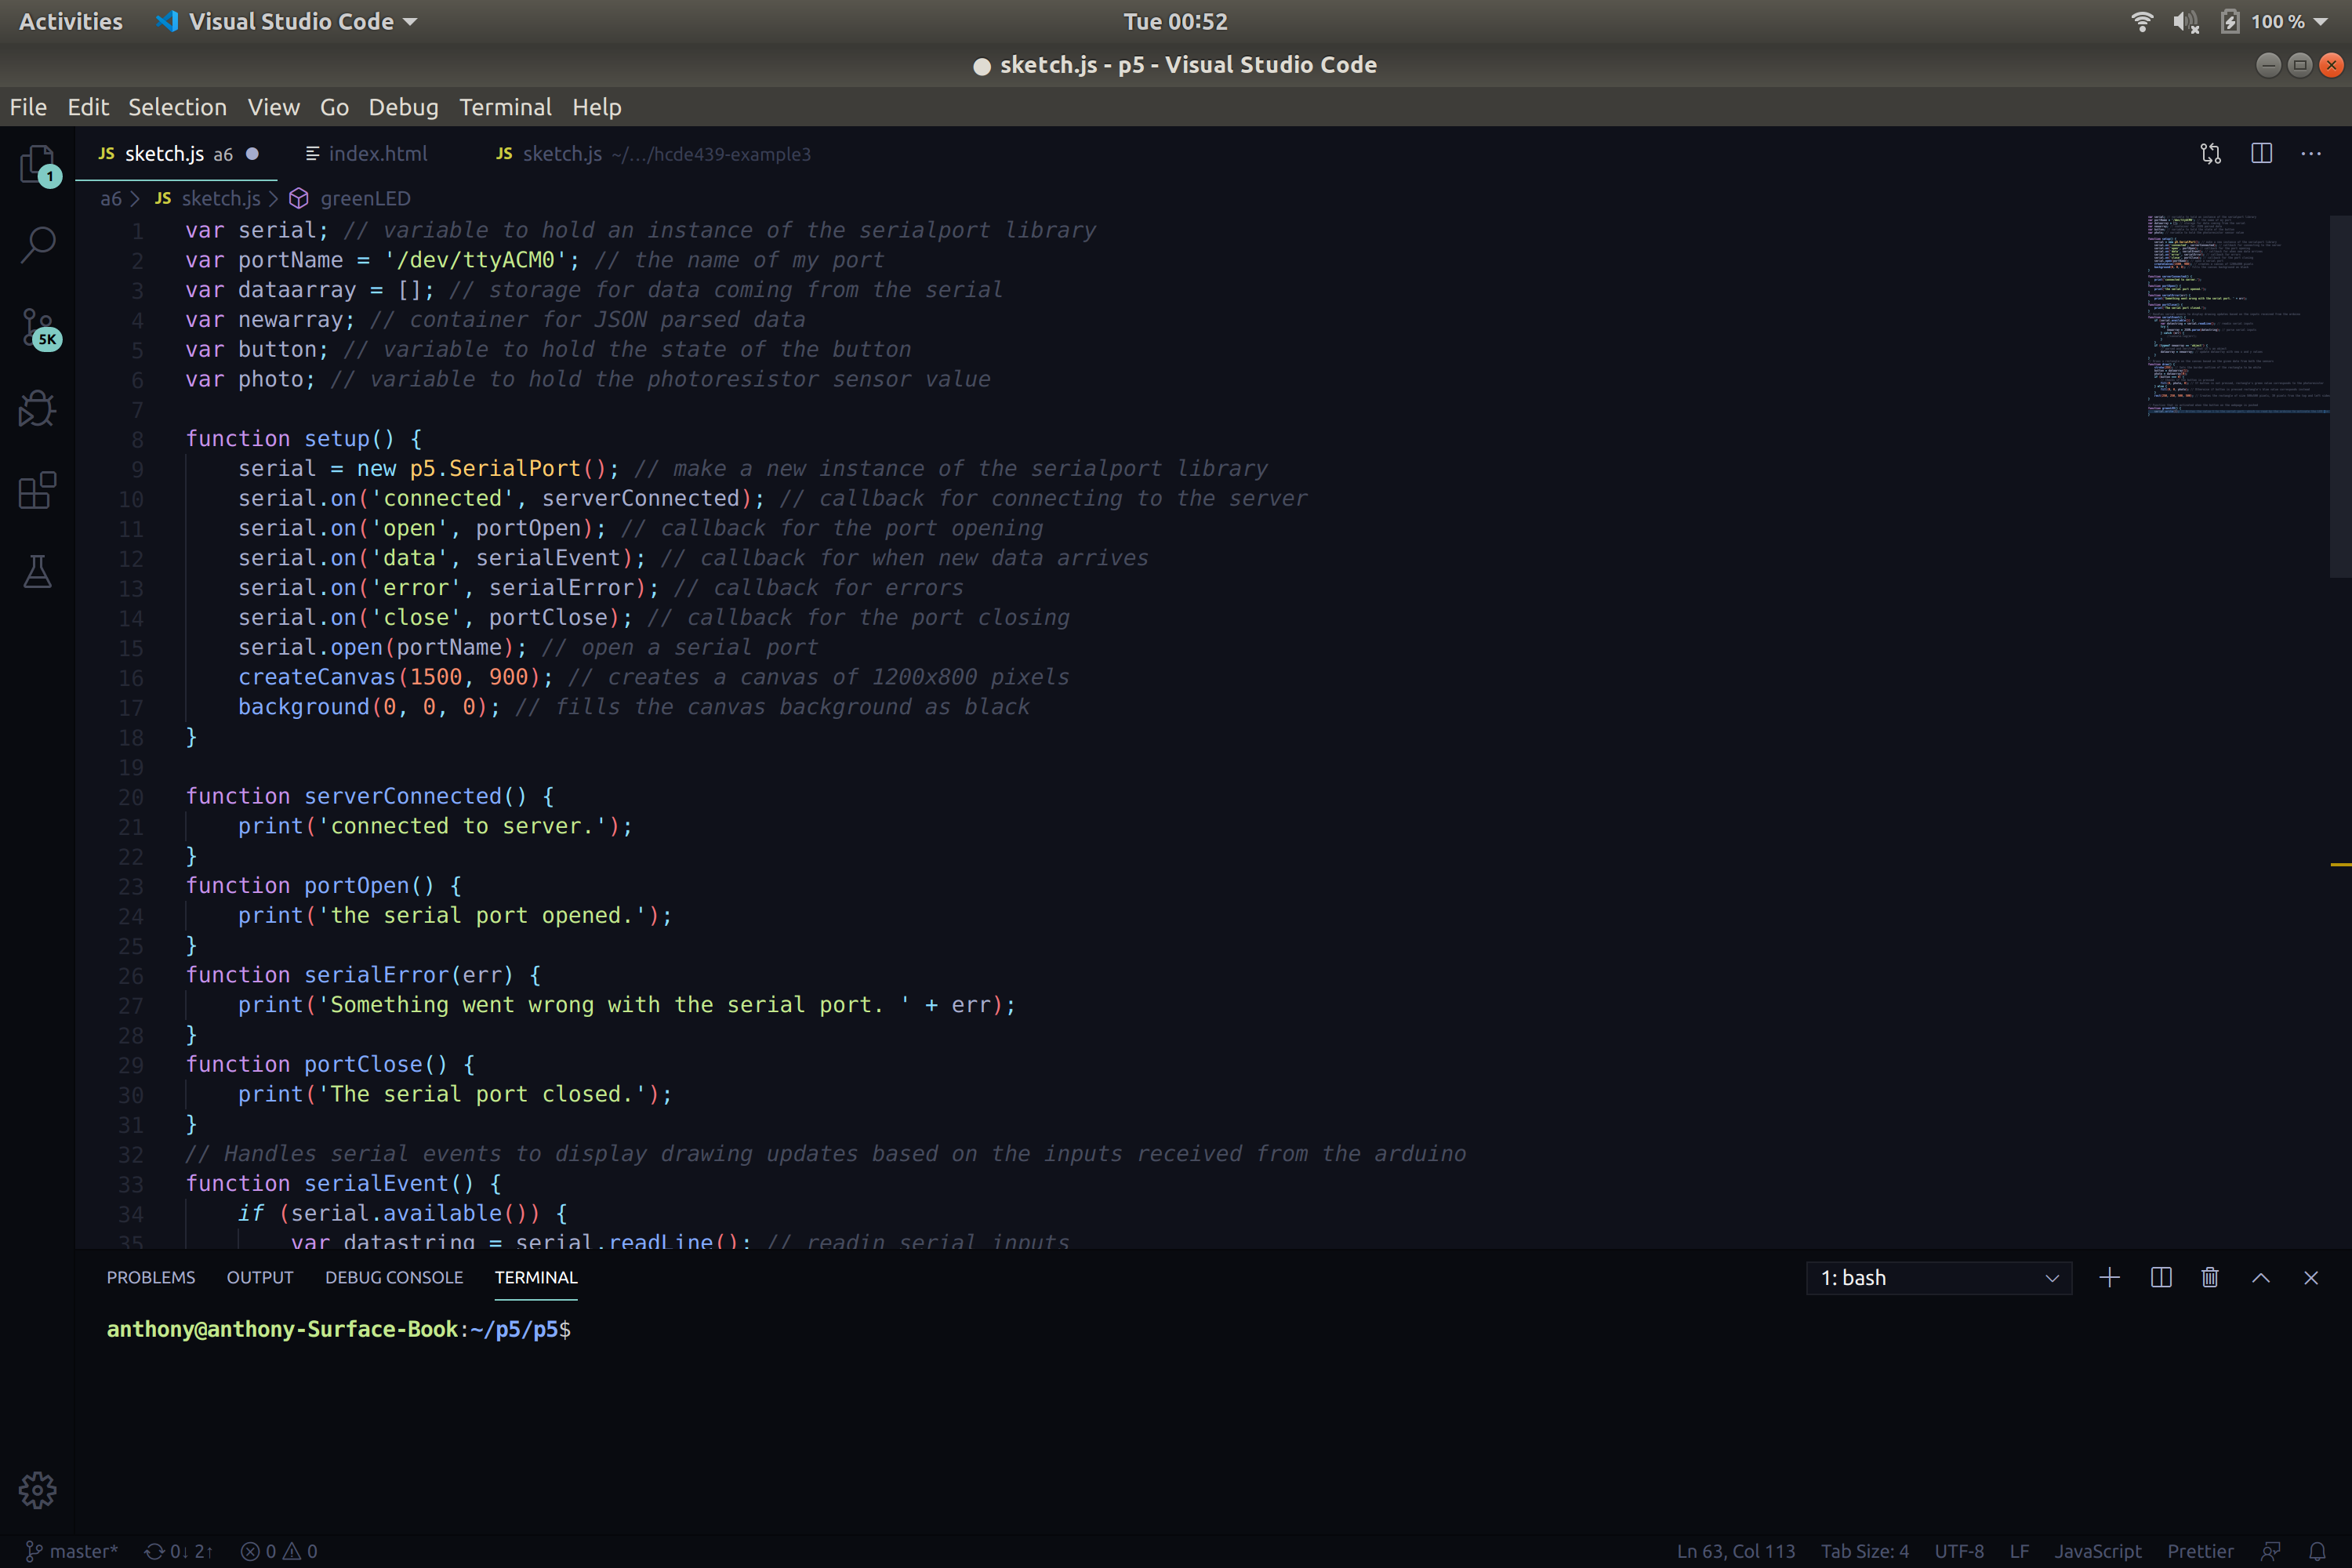 Activities Visual Studio Code Tue 00:52 100 %
● sketch.js - p5 - Visual Studio Code
File Edit Selection View Go Debug Terminal Help
JS sketch.js a6 index.html JS sketch.js ~/.../hcde439-example3
1
a6 > JS sketch.js > greenLED
1 var serial; // variable to hold an instance of the serialport library
2 var portName = '/dev/ttyACM0'; // the name of my port
3 var dataarray = []; // storage for data coming from the serial
4 var newarray; // container for JSON parsed data
5 var button; // variable to hold the state of the button
5K
6 var photo; // variable to hold the photoresistor sensor value
7
8 function setup() {
9     serial = new p5.SerialPort(); // make a new instance of the serialport library
10     serial.on('connected', serverConnected); // callback for connecting to the server
11     serial.on('open', portOpen); // callback for the port opening
12     serial.on('data', serialEvent); // callback for when new data arrives
13     serial.on('error', serialError); // callback for errors
14     serial.on('close', portClose); // callback for the port closing
15     serial.open(portName); // open a serial port
16     createCanvas(1500, 900); // creates a canvas of 1200x800 pixels
17     background(0, 0, 0); // fills the canvas background as black
18 }
19
20 function serverConnected() {
21     print('connected to server.');
22 }
23 function portOpen() {
24     print('the serial port opened.');
25 }
26 function serialError(err) {
27     print('Something went wrong with the serial port. ' + err);
28 }
29 function portClose() {
30     print('The serial port closed.');
31 }
32 // Handles serial events to display drawing updates based on the inputs received from the arduino
33 function serialEvent() {
34     if (serial.available()) {
35         var datastring = serial.readLine(); // readin serial inputs
PROBLEMS OUTPUT DEBUG CONSOLE TERMINAL 1: bash
anthony@anthony-Surface-Book:~/p5/p5$
master* 0↓ 2↑ 0 0 Ln 63, Col 113 Tab Size: 4 UTF-8 LF JavaScript Prettier